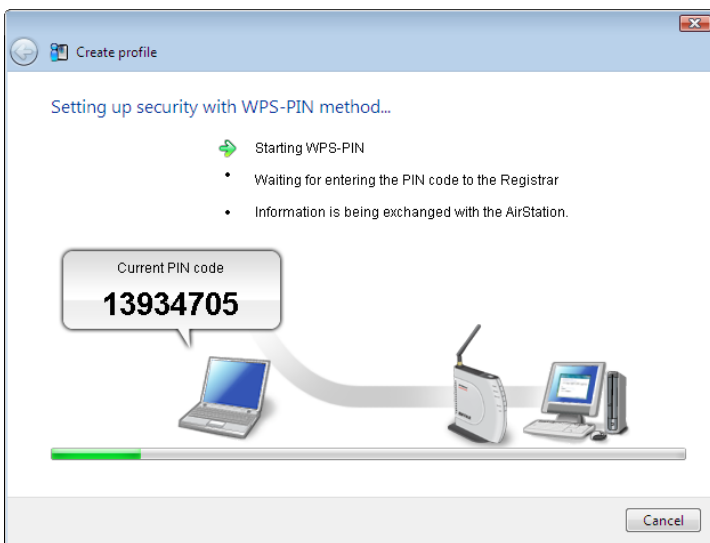 Create profile
Setting up security with WPS-PIN method...
Starting WPS-PIN
• Waiting for entering the PIN code to the Registrar
• Information is being exchanged with the AirStation.
Current PIN code
13934705
Cancel